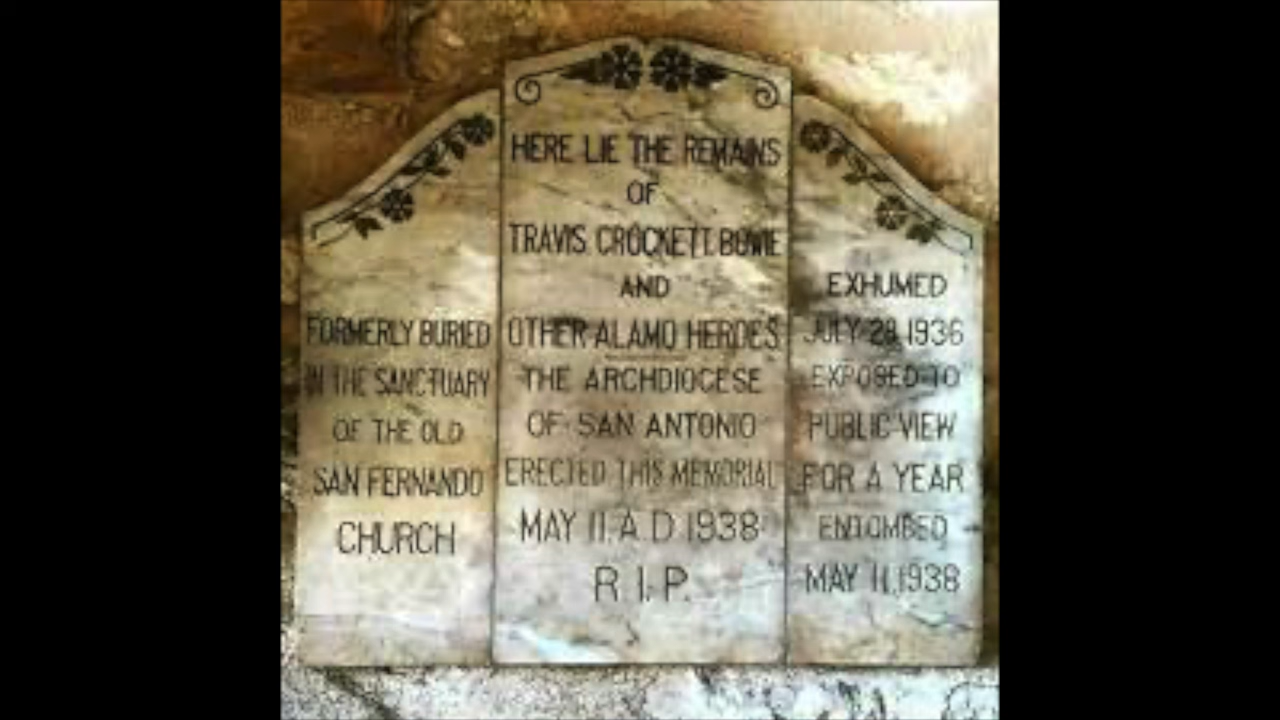 FORMERLY BURIED
IN THE SANCTUARY
OF THE OLD
SAN FERNANDO
CHURCH
HERE LIE THE REMAINS
OF
TRAVIS, CROCKETT, BOWIE
AND
OTHER ALAMO HEROES
THE ARCHDIOCESE
OF SAN ANTONIO
ERECTED THIS MEMORIAL
MAY 11. A.D 1938
R.I.P.
EXHUMED
JULY 28, 1936
EXPOSED TO
PUBLIC VIEW
FOR A YEAR
ENTOMBED
MAY 11, 1938